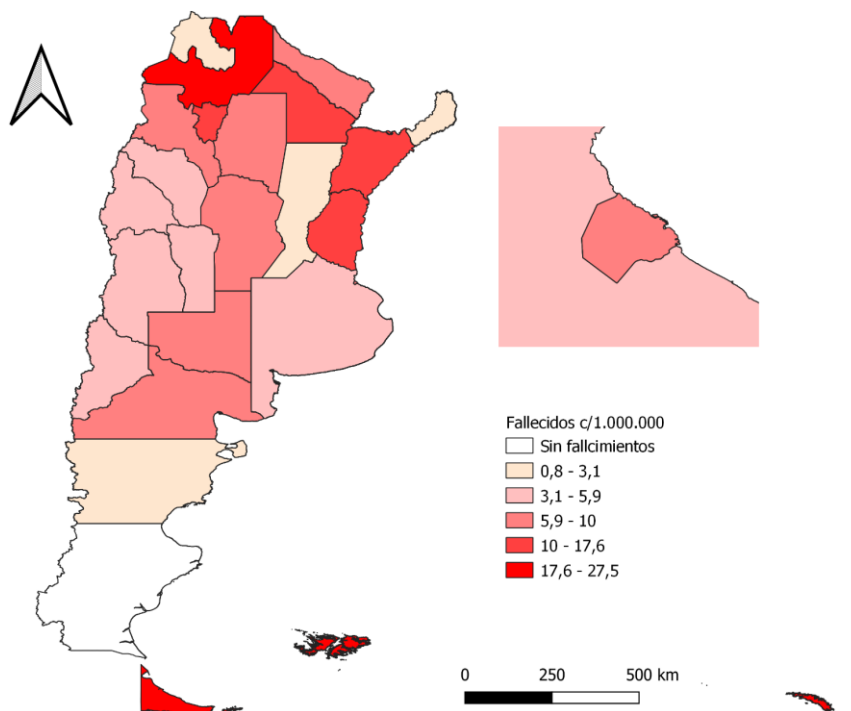 Fallecidos c/1.000.000
Sin fallcimientos
0,8 - 3,1
3,1 - 5,9
5,9 - 10
10 - 17,6
17,6 - 27,5
0 250 500 km